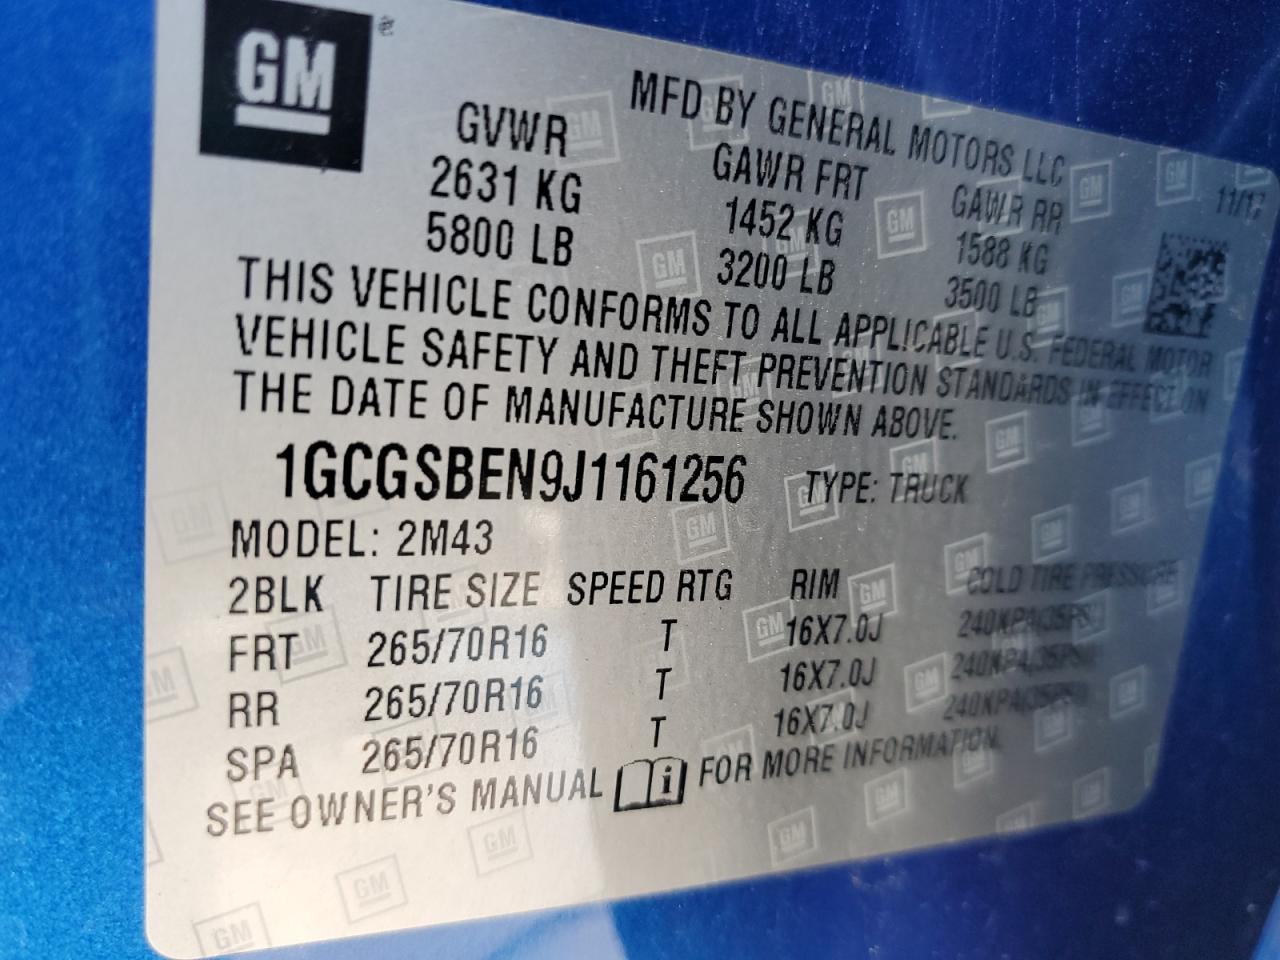 GM ®
MFD BY GENERAL MOTORS LLC
GVWR GAWR FRT GAWR RR 11/17
2631 KG 1452 KG 1588 KG
5800 LB 3200 LB 3500 LB
THIS VEHICLE CONFORMS TO ALL APPLICABLE U.S. FEDERAL MOTOR
VEHICLE SAFETY AND THEFT PREVENTION STANDARDS IN EFFECT ON
THE DATE OF MANUFACTURE SHOWN ABOVE.
1GCGSBEN9J1161256 TYPE: TRUCK
MODEL: 2M43
2BLK TIRE SIZE SPEED RTG RIM COLD TIRE PRESSURE
FRT 265/70R16 T 16X7.0J 240KPA(35PSI)
RR 265/70R16 T 16X7.0J 240KPA(35PSI)
SPA 265/70R16 T 16X7.0J 240KPA(35PSI)
SEE OWNER'S MANUAL i FOR MORE INFORMATION.